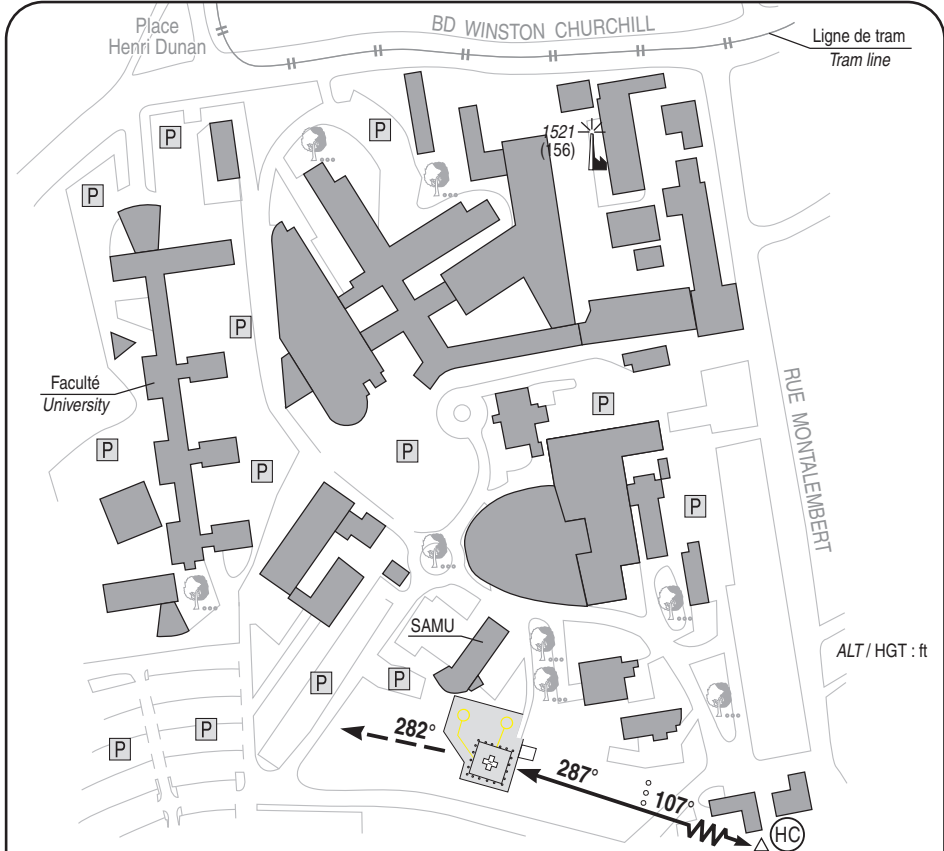 Place
Henri Dunan
BD WINSTON CHURCHILL
Ligne de tram
Tram line
P
P
1521
(156)
P
P
Faculté
University
RUE MONTALEMBERT
P
P
P
P
P
SAMU
ALT / HGT : ft
P
P
P
P
282°
287°
107°
HC